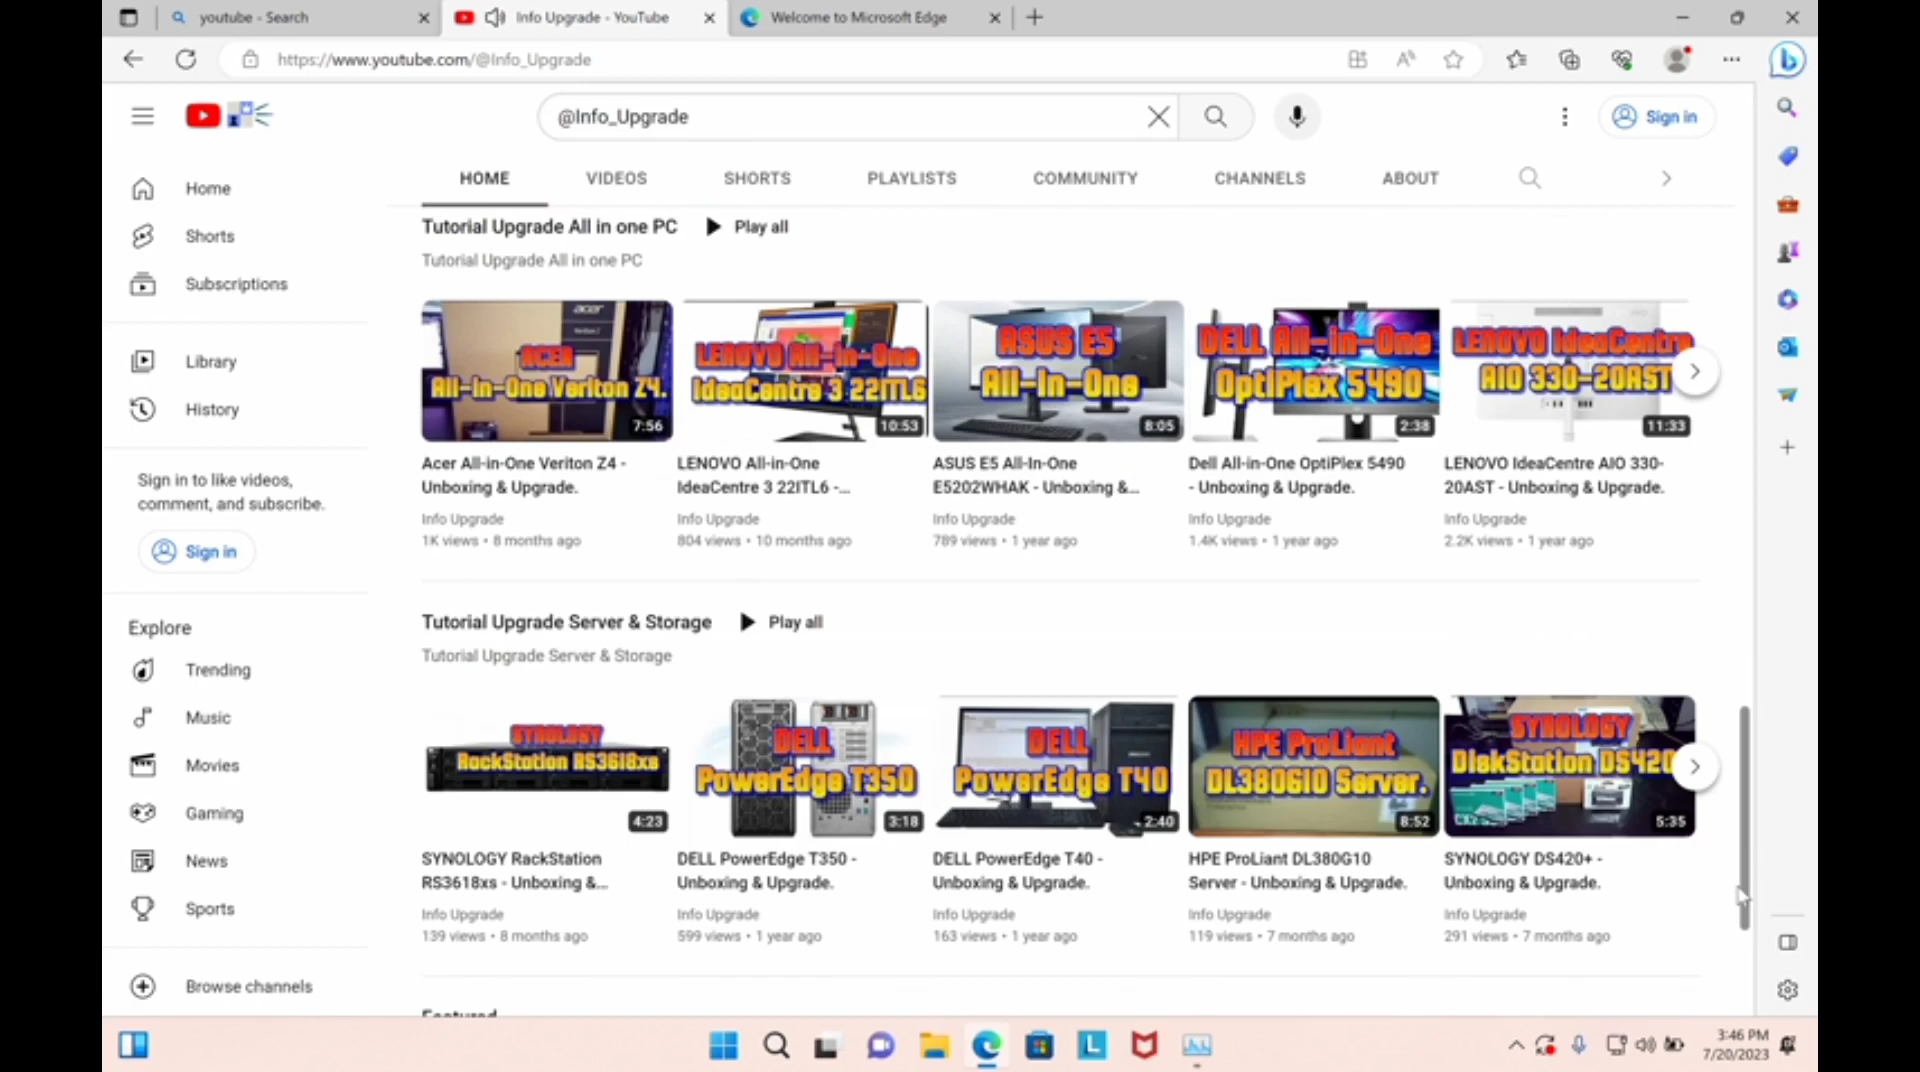 youtube - Search
Info Upgrade - YouTube
Welcome to Microsoft Edge
https://www.youtube.com/@Info_Upgrade
@Info_Upgrade
Sign in
HOME
VIDEOS
SHORTS
PLAYLISTS
COMMUNITY
CHANNELS
ABOUT
Home
Shorts
Subscriptions
Library
History
Sign in to like videos,
comment, and subscribe.
Sign in
Explore
Trending
Music
Movies
Gaming
News
Sports
Browse channels
Tutorial Upgrade All in one PC
Play all
Tutorial Upgrade All in one PC
acer
ACER
All-In-One Veriton Z4.
7:56
LENOVO All-in-One
IdeaCentre 3 22ITL6
10:53
ASUS E5
All-In-One
8:05
DELL All-in-One
OptiPlex 5490
2:38
LENOVO IdeaCentre
AIO 330-20AST
11:33
Acer All-in-One Veriton Z4 -
Unboxing & Upgrade.
Info Upgrade
1K views • 8 months ago
LENOVO All-in-One
IdeaCentre 3 22ITL6 -...
Info Upgrade
804 views • 10 months ago
ASUS E5 All-In-One
E5202WHAK - Unboxing &...
Info Upgrade
789 views • 1 year ago
Dell All-in-One OptiPlex 5490
- Unboxing & Upgrade.
Info Upgrade
1.4K views • 1 year ago
LENOVO IdeaCentre AIO 330-
20AST - Unboxing & Upgrade.
Info Upgrade
2.2K views • 1 year ago
Tutorial Upgrade Server & Storage
Play all
Tutorial Upgrade Server & Storage
SYNOLOGY
RackStation RS3618xs
4:23
DELL
PowerEdge T350
3:18
DELL
PowerEdge T40
2:40
HPE ProLiant
DL380G10 Server.
8:52
SYNOLOGY
DiskStation DS420
5:35
SYNOLOGY RackStation
RS3618xs - Unboxing &...
Info Upgrade
139 views • 8 months ago
DELL PowerEdge T350 -
Unboxing & Upgrade.
Info Upgrade
599 views • 1 year ago
DELL PowerEdge T40 -
Unboxing & Upgrade.
Info Upgrade
163 views • 1 year ago
HPE ProLiant DL380G10
Server - Unboxing & Upgrade.
Info Upgrade
119 views • 7 months ago
SYNOLOGY DS420+ -
Unboxing & Upgrade.
Info Upgrade
291 views • 7 months ago
Featured
3:46 PM
7/20/2023